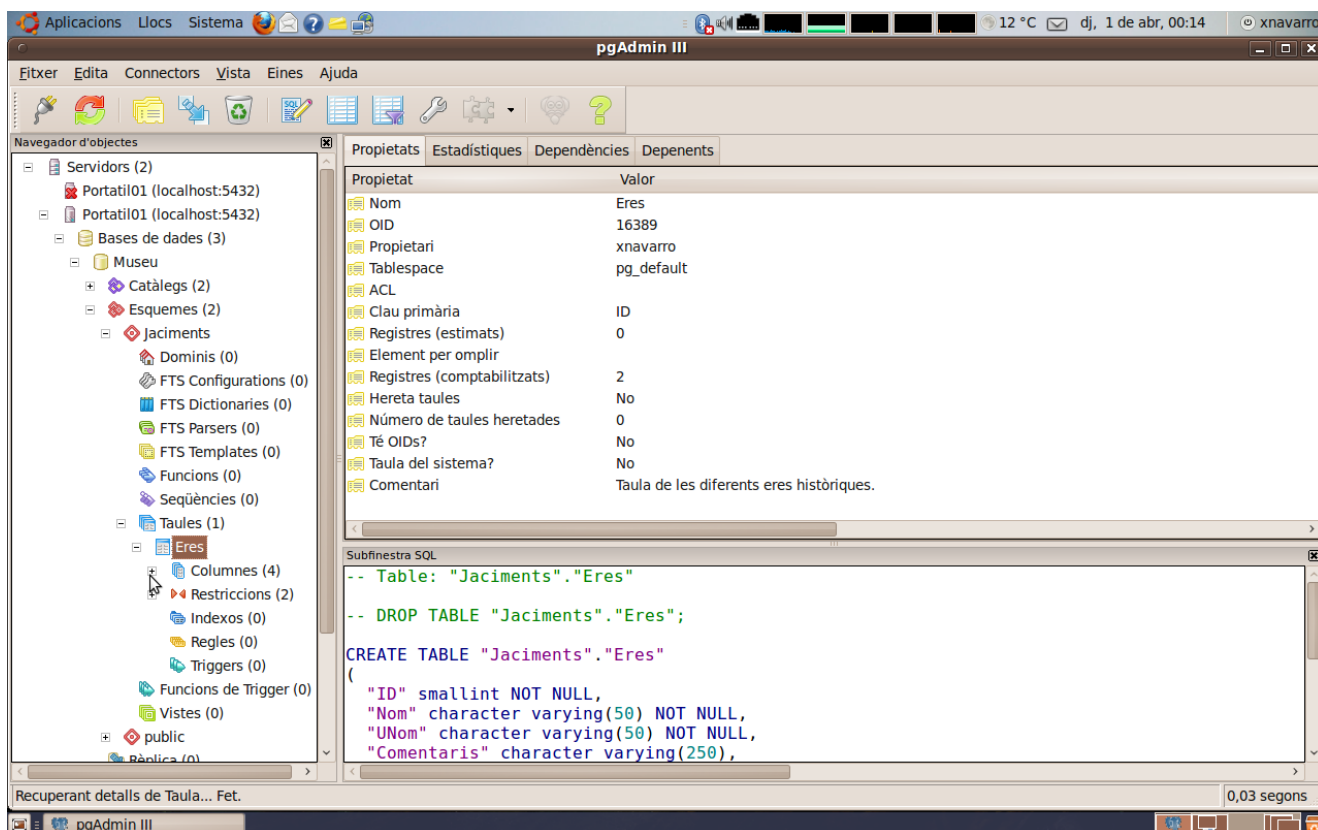 Aplicacions Llocs Sistema 12 °C dj, 1 de abr, 00:14 xnavarro
pgAdmin III
Fitxer Edita Connectors Vista Eines Ajuda
SQL
Navegador d'objectes
Servidors (2)
Portatil01 (localhost:5432)
Portatil01 (localhost:5432)
Bases de dades (3)
Museu
Catàlegs (2)
Esquemes (2)
Jaciments
Dominis (0)
FTS Configurations (0)
FTS Dictionaries (0)
FTS Parsers (0)
FTS Templates (0)
Funcions (0)
Seqüències (0)
Taules (1)
Eres
Columnes (4)
Restriccions (2)
Indexos (0)
Regles (0)
Triggers (0)
Funcions de Trigger (0)
Vistes (0)
public
Rèplica (0)
Propietats Estadístiques Dependències Depenents
Propietat Valor
Nom Eres
OID 16389
Propietari xnavarro
Tablespace pg_default
ACL
Clau primària ID
Registres (estimats) 0
Element per omplir
Registres (comptabilitzats) 2
Hereta taules No
Número de taules heretades 0
Té OIDs? No
Taula del sistema? No
Comentari Taula de les diferents eres històriques.
Subfinestra SQL
-- Table: "Jaciments"."Eres"
-- DROP TABLE "Jaciments"."Eres";
CREATE TABLE "Jaciments"."Eres"
(
"ID" smallint NOT NULL,
"Nom" character varying(50) NOT NULL,
"UNom" character varying(50) NOT NULL,
"Comentaris" character varying(250),
Recuperant detalls de Taula... Fet. 0,03 segons
pgAdmin III